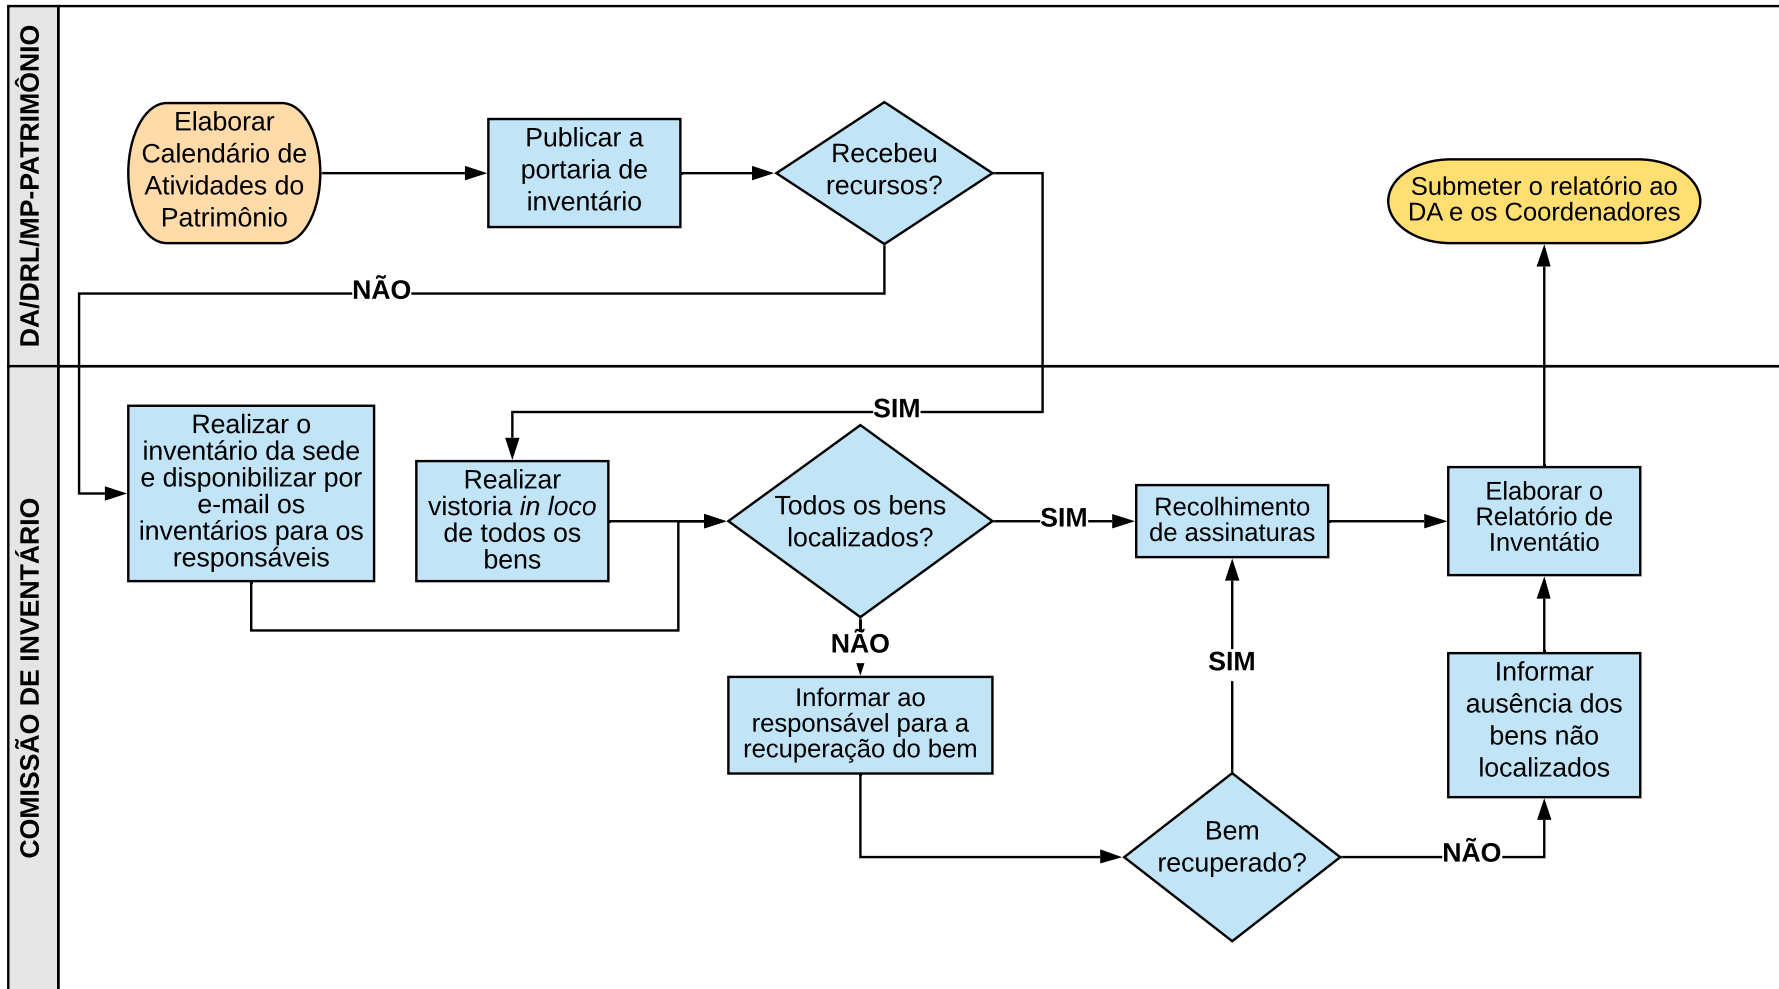 DA/DRL/MP-PATRIMÔNIO
Elaborar
Calendário de
Atividades do
Patrimônio
Publicar a
portaria de
inventário
Recebeu
recursos?
Submeter o relatório ao
DA e os Coordenadores
NÃO
COMISSÃO DE INVENTÁRIO
SIM
Realizar o
inventário da sede
e disponibilizar por
e-mail os
inventários para os
responsáveis
Realizar
vistoria in loco
de todos os
bens
Todos os bens
localizados?
SIM
Recolhimento
de assinaturas
Elaborar o
Relatório de
Inventátio
NÃO
Informar ao
responsável para a
recuperação do bem
SIM
Informar
ausência dos
bens não
localizados
Bem
recuperado?
NÃO